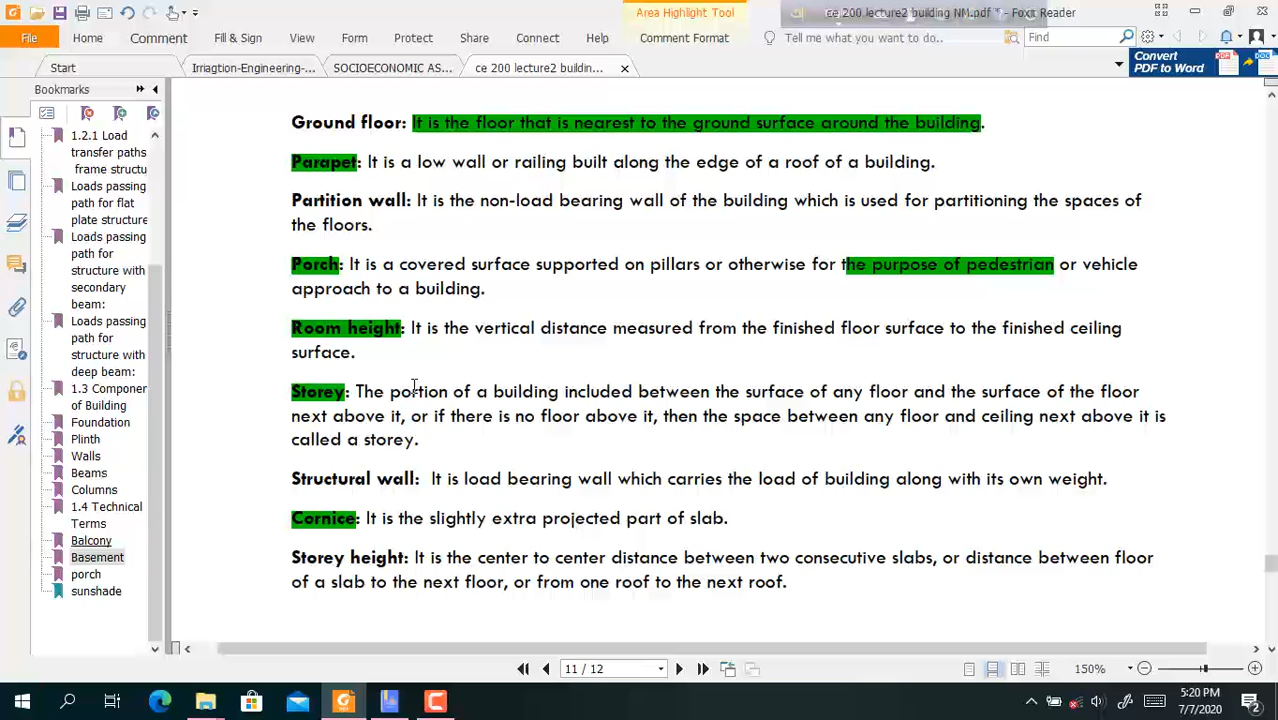 Area Highlight Tool
ce 200 lecture2 building NM.pdf * - Foxit Reader
File Home Comment Fill & Sign View Form Protect Share Connect Help Comment Format Tell me what you want to do.. Find
Start Irriagtion-Engineering-... SOCIOECONOMIC AS... ce 200 lecture2 buildin...
Convert
PDF to Word
Bookmarks
1.2.1 Load
transfer paths
frame structu
Loads passing
path for flat
plate structure
Loads passing
path for
structure with
secondary
beam:
Loads passing
path for
structure with
deep beam:
1.3 Componen
of Building
Foundation
Plinth
Walls
Beams
Columns
1.4 Technical
Terms
Balcony
Basement
porch
sunshade
Ground floor: It is the floor that is nearest to the ground surface around the building.
Parapet: It is a low wall or railing built along the edge of a roof of a building.
Partition wall: It is the non-load bearing wall of the building which is used for partitioning the spaces of
the floors.
Porch: It is a covered surface supported on pillars or otherwise for the purpose of pedestrian or vehicle
approach to a building.
Room height: It is the vertical distance measured from the finished floor surface to the finished ceiling
surface.
Storey: The portion of a building included between the surface of any floor and the surface of the floor
next above it, or if there is no floor above it, then the space between any floor and ceiling next above it is
called a storey.
Structural wall: It is load bearing wall which carries the load of building along with its own weight.
Cornice: It is the slightly extra projected part of slab.
Storey height: It is the center to center distance between two consecutive slabs, or distance between floor
of a slab to the next floor, or from one roof to the next roof.
11 / 12
150%
5:20 PM
7/7/2020
2